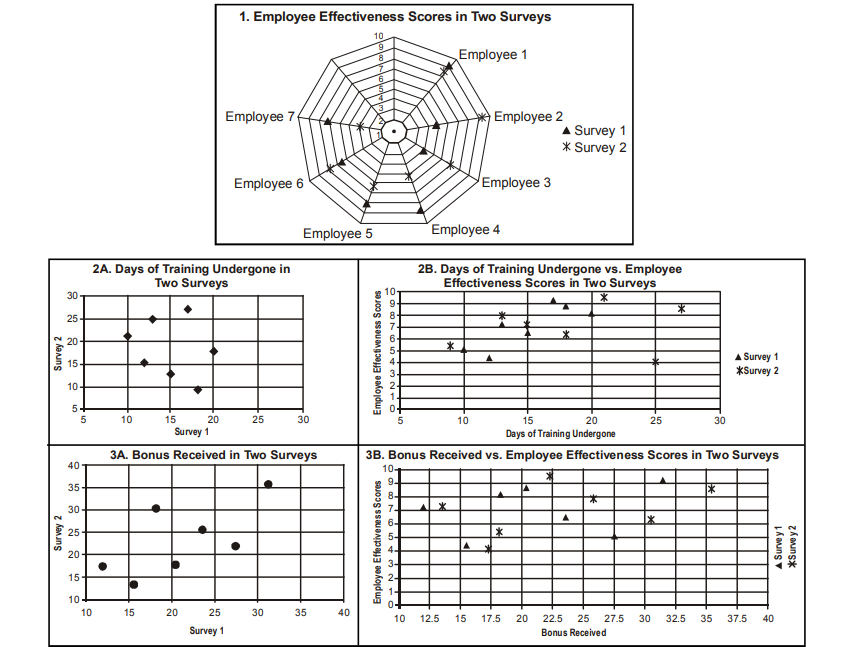 1. Employee Effectiveness Scores in Two Surveys
10
9
8
7
6
5
4
3
2
1
Employee 1
Employee 2
Employee 3
Employee 4
Employee 5
Employee 6
Employee 7
Survey 1
Survey 2
2A. Days of Training Undergone in
Two Surveys
Survey 2
30
25
20
15
10
5
5 10 15 20 25 30
Survey 1
2B. Days of Training Undergone vs. Employee
Effectiveness Scores in Two Surveys
Employee Effectiveness Scores
10
9
8
7
6
5
4
3
2
1
0
5 10 15 20 25 30
Days of Training Undergone
Survey 1
Survey 2
3A. Bonus Received in Two Surveys
Survey 2
40
35
30
25
20
15
10
10 15 20 25 30 35 40
Survey 1
3B. Bonus Received vs. Employee Effectiveness Scores in Two Surveys
Employee Effectiveness Scores
10
9
8
7
6
5
4
3
2
1
0
10 12.5 15 17.5 20 22.5 25 27.5 30 32.5 35 37.5 40
Bonus Received
Survey 1
Survey 2